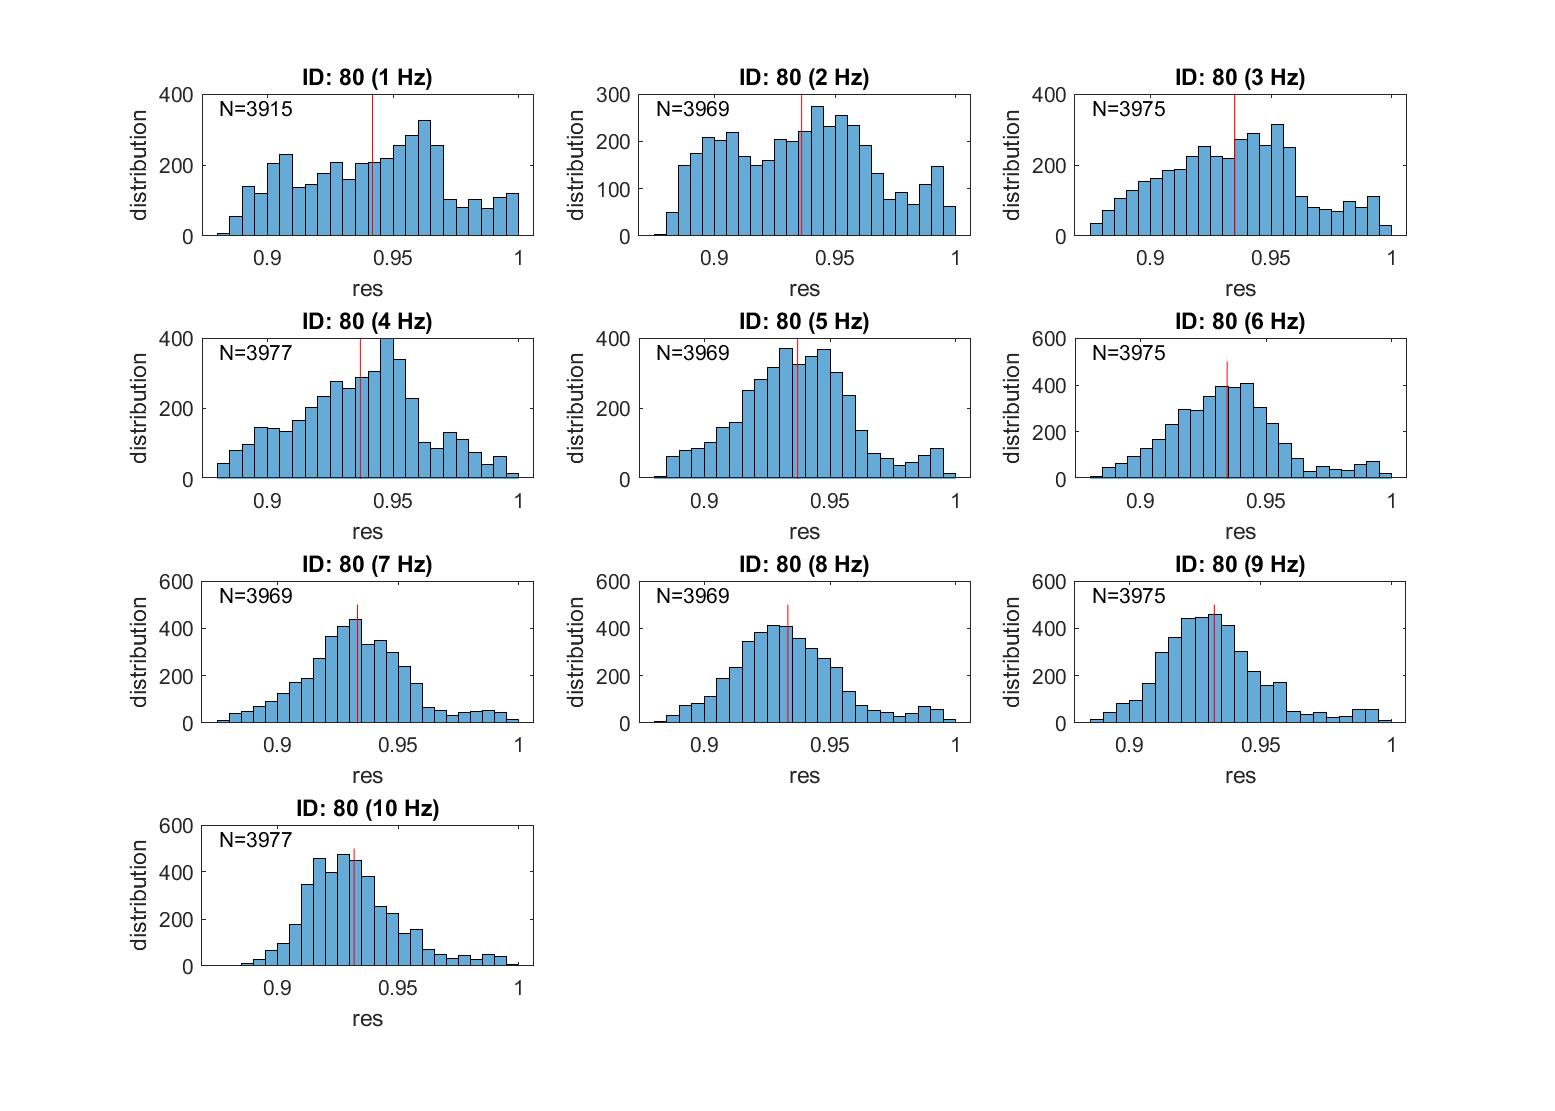 ID: 80 (1 Hz)
400
N=3915
200
0
distribution
0.9 0.95 1
res
ID: 80 (2 Hz)
300
N=3969
200
100
0
distribution
0.9 0.95 1
res
ID: 80 (3 Hz)
400
N=3975
200
0
distribution
0.9 0.95 1
res
ID: 80 (4 Hz)
400
N=3977
200
0
distribution
0.9 0.95 1
res
ID: 80 (5 Hz)
400
N=3969
200
0
distribution
0.9 0.95 1
res
ID: 80 (6 Hz)
600
N=3975
400
200
0
distribution
0.9 0.95 1
res
ID: 80 (7 Hz)
600
N=3969
400
200
0
distribution
0.9 0.95 1
res
ID: 80 (8 Hz)
600
N=3969
400
200
0
distribution
0.9 0.95 1
res
ID: 80 (9 Hz)
600
N=3975
400
200
0
distribution
0.9 0.95 1
res
ID: 80 (10 Hz)
600
N=3977
400
200
0
distribution
0.9 0.95 1
res